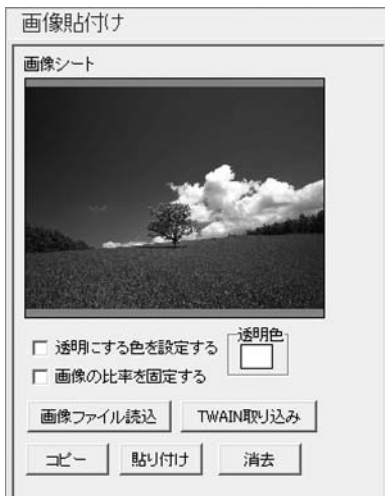 画像貼付け
画像シート
透明にする色を設定する
透明色
画像の比率を固定する
画像ファイル読込
TWAIN取り込み
コピー
貼り付け
消去